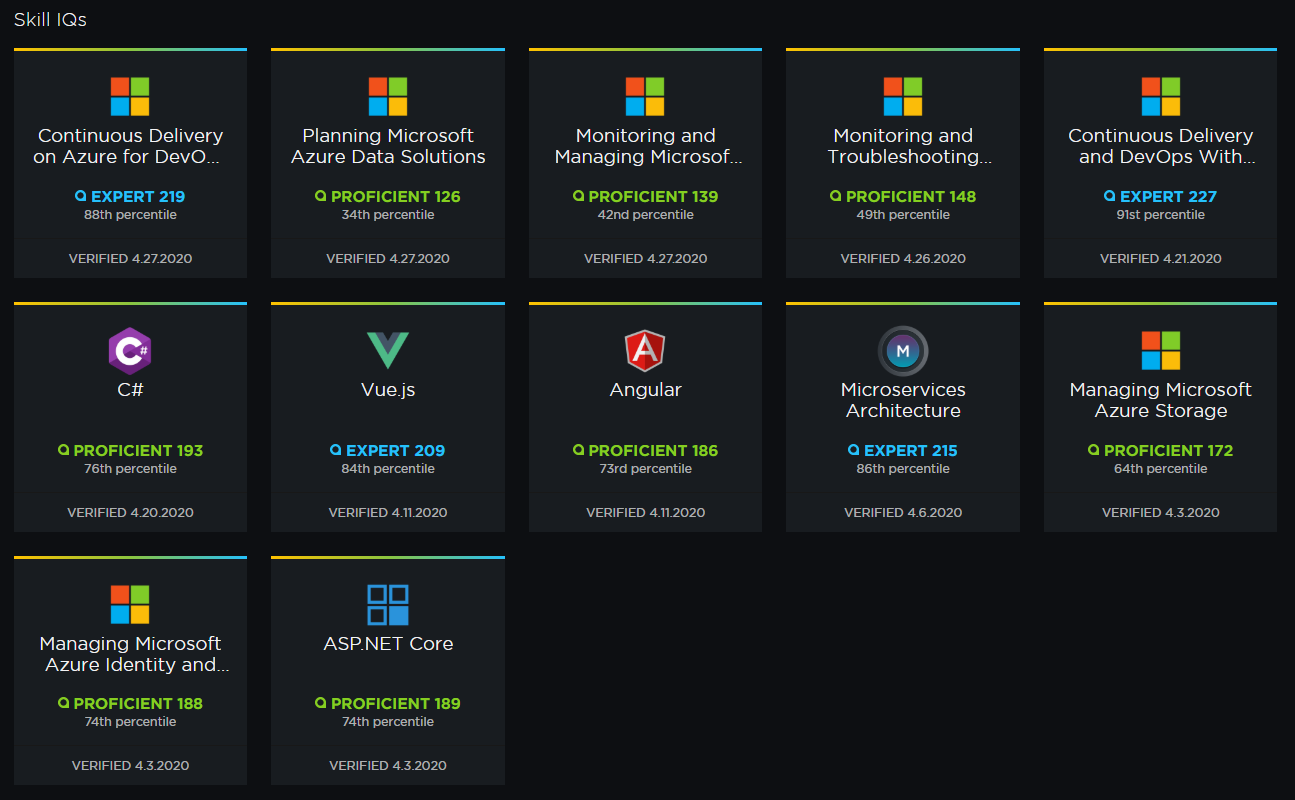 Skill IQs
Continuous Delivery
on Azure for DevO...
EXPERT 219
88th percentile
VERIFIED 4.27.2020
Planning Microsoft
Azure Data Solutions
PROFICIENT 126
34th percentile
VERIFIED 4.27.2020
Monitoring and
Managing Microsof...
PROFICIENT 139
42nd percentile
VERIFIED 4.27.2020
Monitoring and
Troubleshooting...
PROFICIENT 148
49th percentile
VERIFIED 4.26.2020
Continuous Delivery
and DevOps With...
EXPERT 227
91st percentile
VERIFIED 4.21.2020
C#
C#
PROFICIENT 193
76th percentile
VERIFIED 4.20.2020
Vue.js
EXPERT 209
84th percentile
VERIFIED 4.11.2020
A
Angular
PROFICIENT 186
73rd percentile
VERIFIED 4.11.2020
M
Microservices
Architecture
EXPERT 215
86th percentile
VERIFIED 4.6.2020
Managing Microsoft
Azure Storage
PROFICIENT 172
64th percentile
VERIFIED 4.3.2020
Managing Microsoft
Azure Identity and...
PROFICIENT 188
74th percentile
VERIFIED 4.3.2020
ASP.NET Core
PROFICIENT 189
74th percentile
VERIFIED 4.3.2020